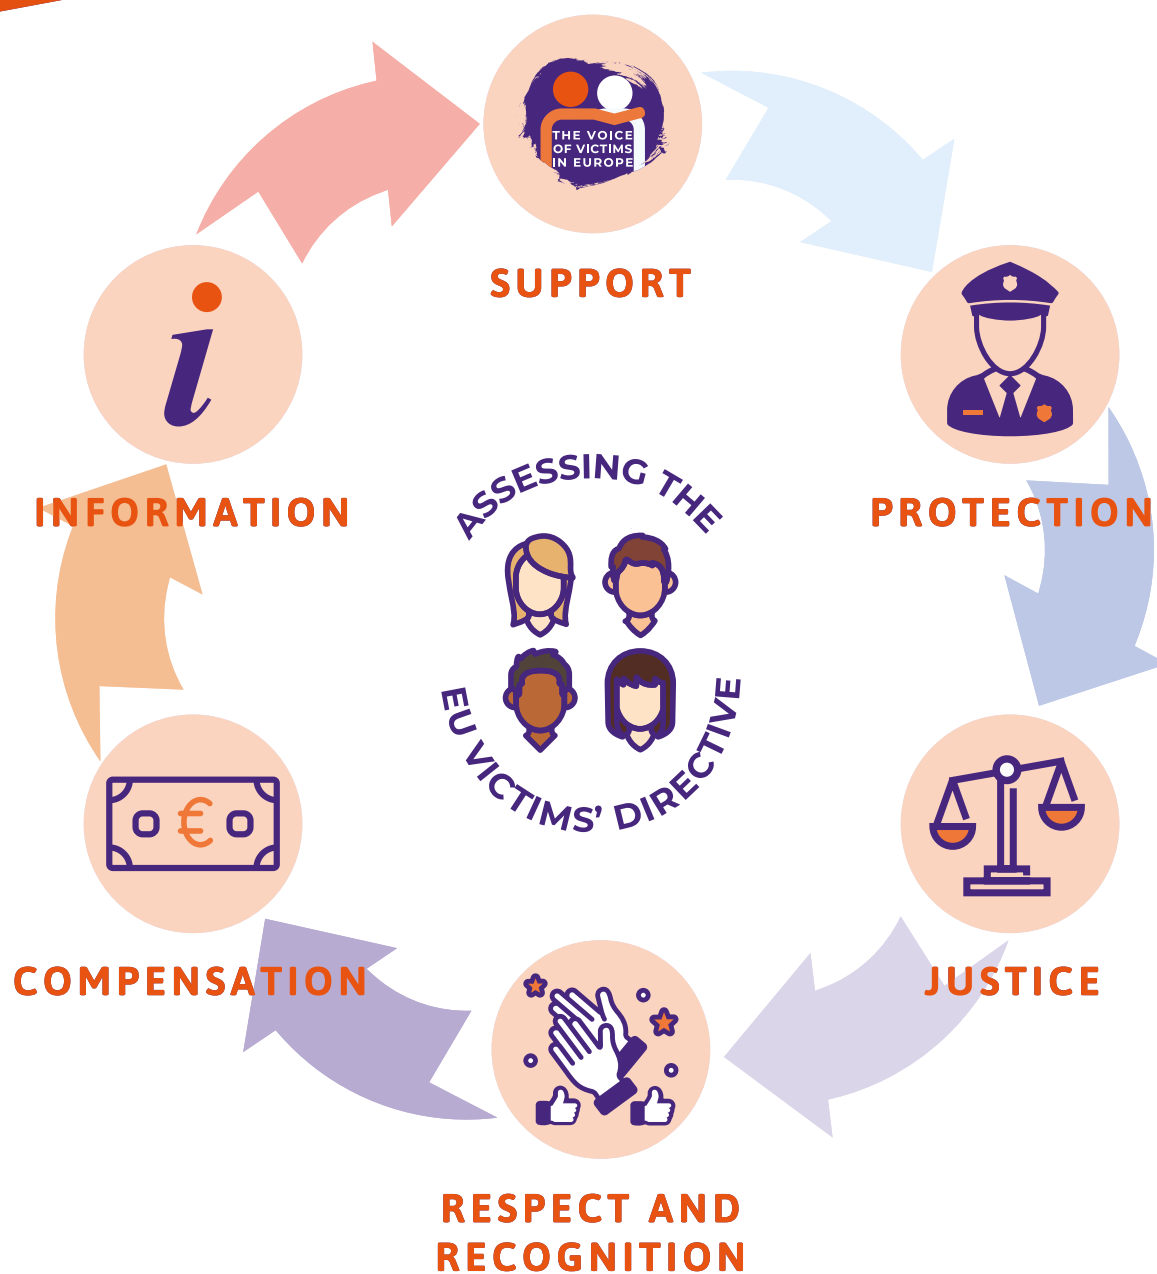 THE VOICE
OF VICTIMS
IN EUROPE
SUPPORT
INFORMATION
PROTECTION
ASSESSING THE
EU VICTIMS’ DIRECTIVE
€
COMPENSATION
JUSTICE
RESPECT AND
RECOGNITION